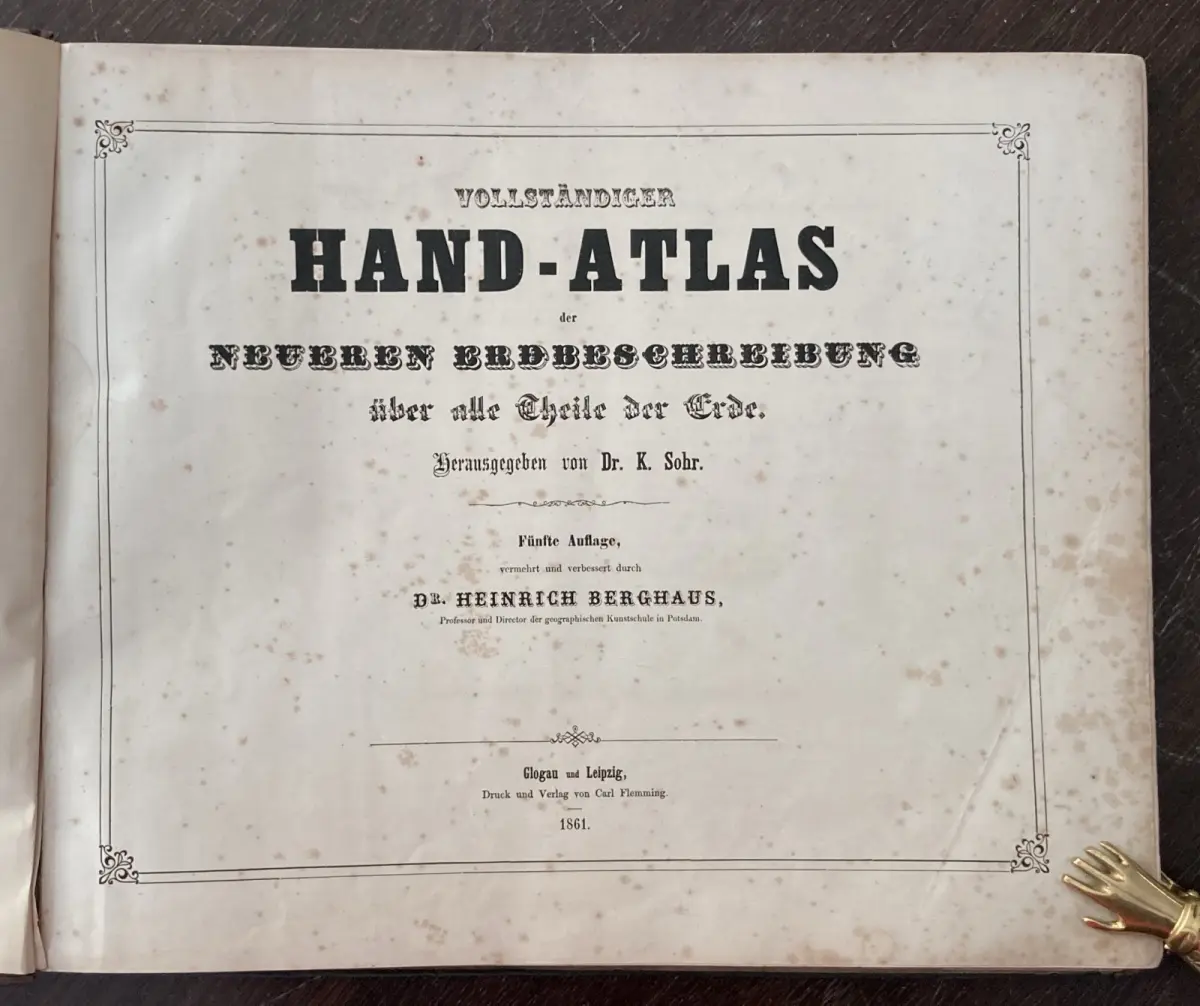 VOLLSTÄNDIGER
HAND-ATLAS
der
NEUEREN ERDBESCHREIBUNG
über alle Theile der Erde.
Herausgegeben von Dr. K. Sohr.
Fünfte Auflage,
vermehrt und verbessert durch
DR. HEINRICH BERGHAUS,
Professor und Director der geographischen Kunstschule in Potsdam.
Glogau und Leipzig,
Druck und Verlag von Carl Flemming.
1861.